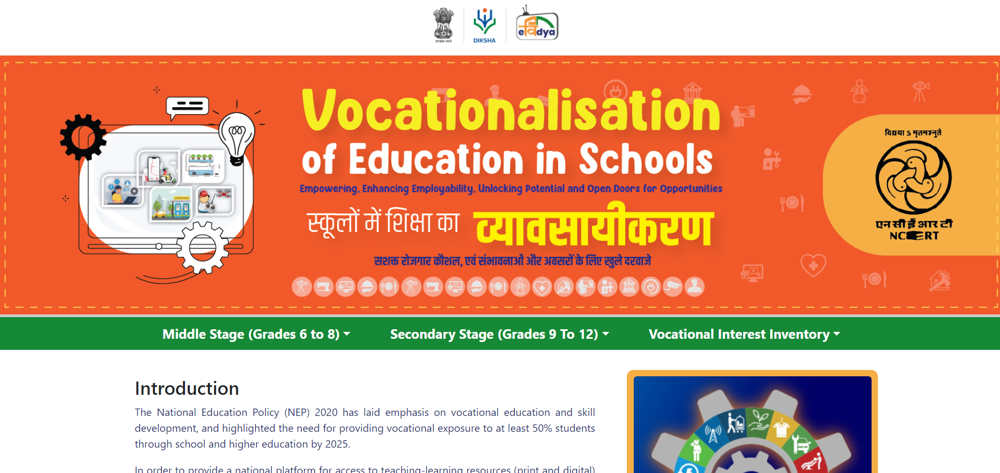 सत्यमेव जयते
DIKSHA
eविद्या
Vocationalisation
of Education in Schools
Empowering, Enhancing Employability, Unlocking Potential and Open Doors for Opportunities
स्कूलों में शिक्षा का व्यावसायीकरण
सशक्त रोजगार कौशल, एवं संभावनाओं और अवसरों के लिए खुले दरवाजे
विद्यया ऽ मृतमश्नुते
एन सी ई आर टी
NCERT
Middle Stage (Grades 6 to 8)
Secondary Stage (Grades 9 To 12)
Vocational Interest Inventory
Introduction
The National Education Policy (NEP) 2020 has laid emphasis on vocational education and skill
development, and highlighted the need for providing vocational exposure to at least 50% students
through school and higher education by 2025.
In order to provide a national platform for access to teaching-learning resources (print and digital)